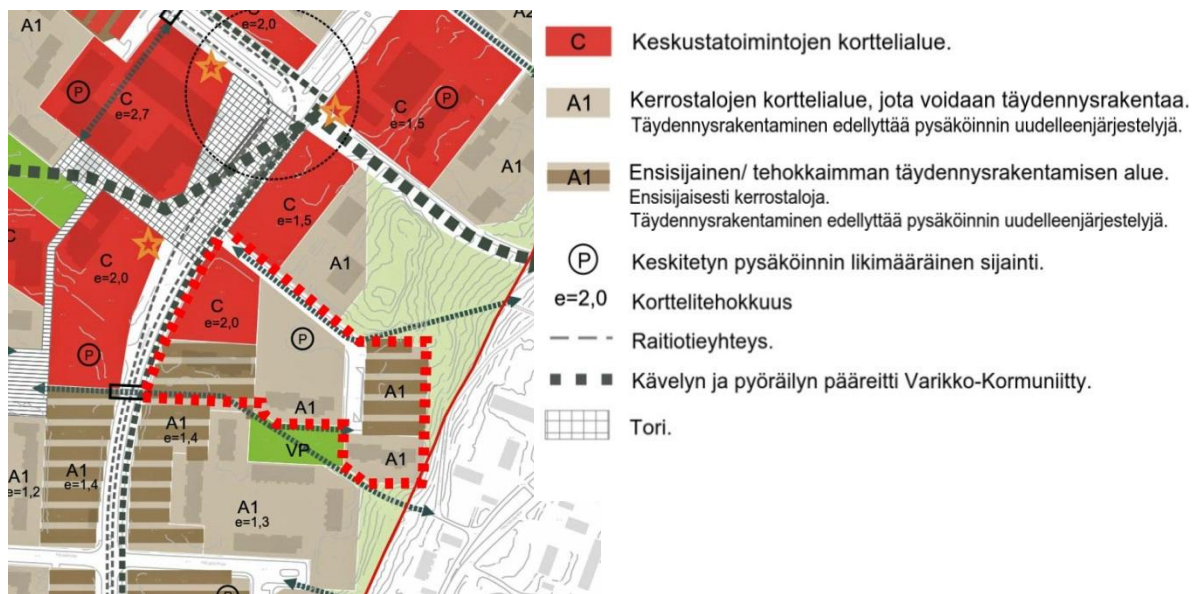 A1
C
e=2,0
A2
P
C
e=2,7
C
e=1,5
P
A1
C
e=1,5
A1
C
C
e=2,0
C
e=2,0
P
P
A1
A1
A1
e=1,4
VP
A1
A1
e=1,2
A1
e=1,4
A1
e=1,3
P
C Keskustatoimintojen korttelialue.
A1 Kerrostalojen korttelialue, jota voidaan täydennysrakentaa.
Täydennysrakentaminen edellyttää pysäköinnin uudelleenjärjestelyjä.
A1 Ensisijainen/ tehokkaimman täydennysrakentamisen alue.
Ensisijaisesti kerrostaloja.
Täydennysrakentaminen edellyttää pysäköinnin uudelleenjärjestelyjä.
P Keskitetyn pysäköinnin likimääräinen sijainti.
e=2,0 Korttelitehokkuus
Raitiotieyhteys.
Kävelyn ja pyöräilyn pääreitti Varikko-Kormuniitty.
Tori.